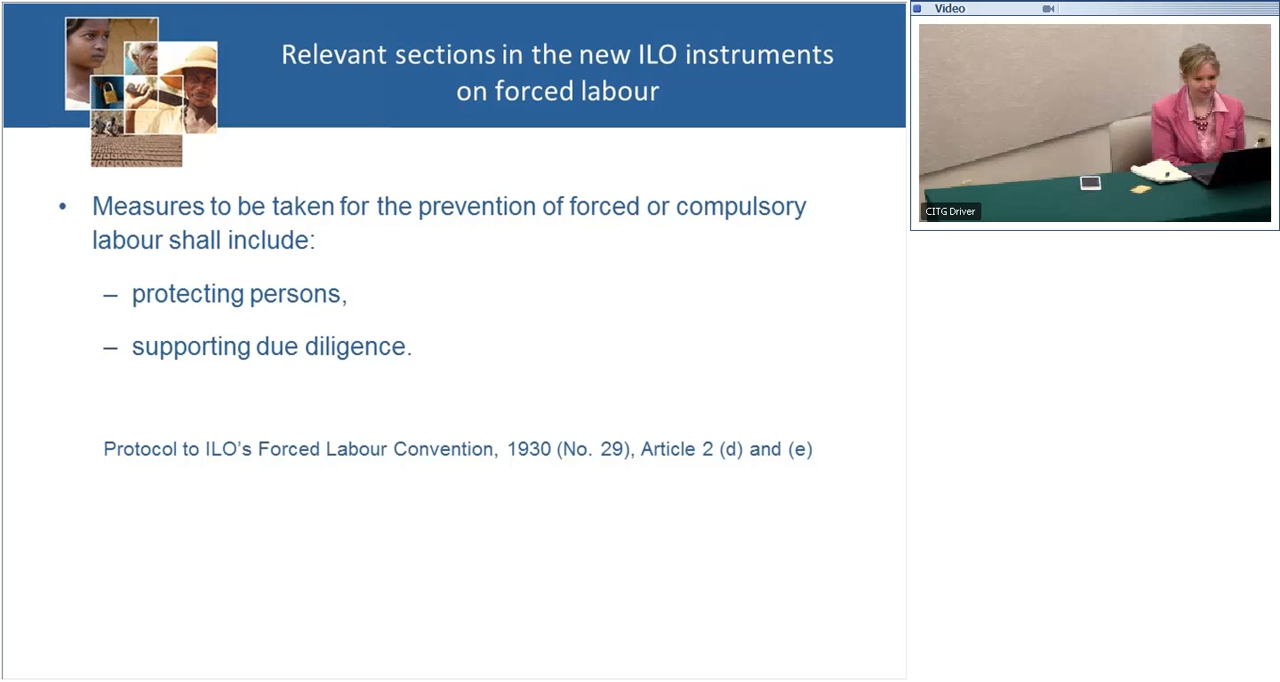 Relevant sections in the new ILO instruments
on forced labour
• Measures to be taken for the prevention of forced or compulsory
labour shall include:
– protecting persons,
– supporting due diligence.
Protocol to ILO’s Forced Labour Convention, 1930 (No. 29), Article 2 (d) and (e)
Video
CITG Driver